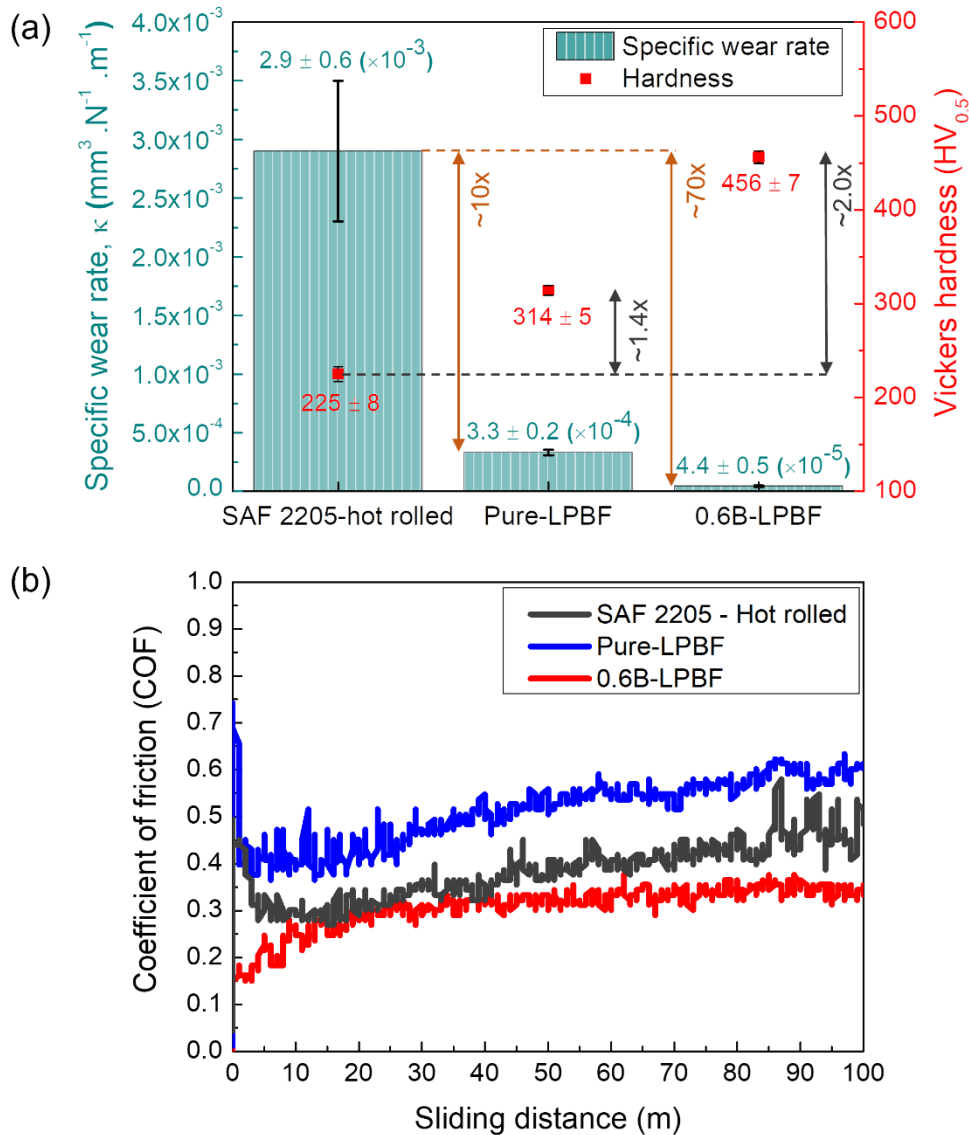 (a)
Specific wear rate, κ (mm³ .N⁻¹ .m⁻¹)
4.0x10⁻³
3.5x10⁻³
3.0x10⁻³
2.5x10⁻³
2.0x10⁻³
1.5x10⁻³
1.0x10⁻³
5.0x10⁻⁴
0.0
2.9 ± 0.6 (×10⁻³)
Specific wear rate
Hardness
~10x
~70x
456 ± 7
~2.0x
314 ± 5
~1.4x
225 ± 8
3.3 ± 0.2 (×10⁻⁴)
4.4 ± 0.5 (×10⁻⁵)
600
500
400
300
200
100
Vickers hardness (HV₀.₅)
SAF 2205-hot rolled
Pure-LPBF
0.6B-LPBF
(b)
Coefficient of friction (COF)
1.0
0.9
0.8
0.7
0.6
0.5
0.4
0.3
0.2
0.1
0.0
SAF 2205 - Hot rolled
Pure-LPBF
0.6B-LPBF
0 10 20 30 40 50 60 70 80 90 100
Sliding distance (m)